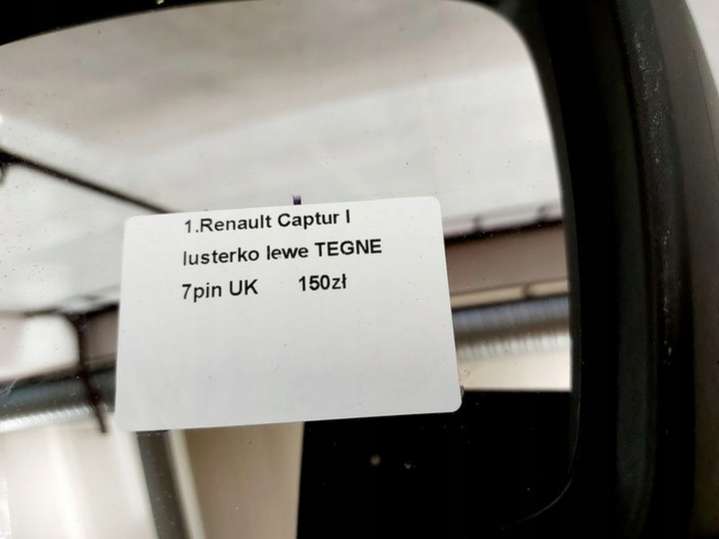 1.Renault Captur I
lusterko lewe TEGNE
7pin UK 150zł